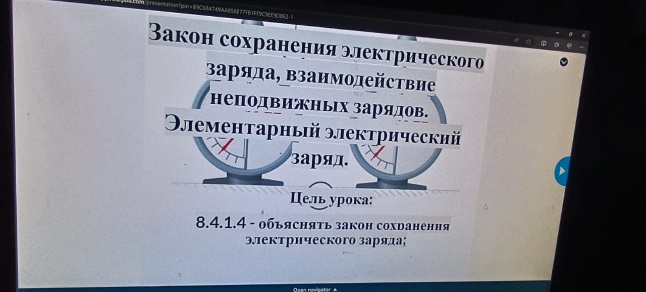 Закон сохранения электрического
заряда, взаимодействие
неподвижных зарядов.
Элементарный электрический
заряд.
Цель урока:
8.4.1.4 - объяснять закон сохранения
электрического заряда;
Open navigator